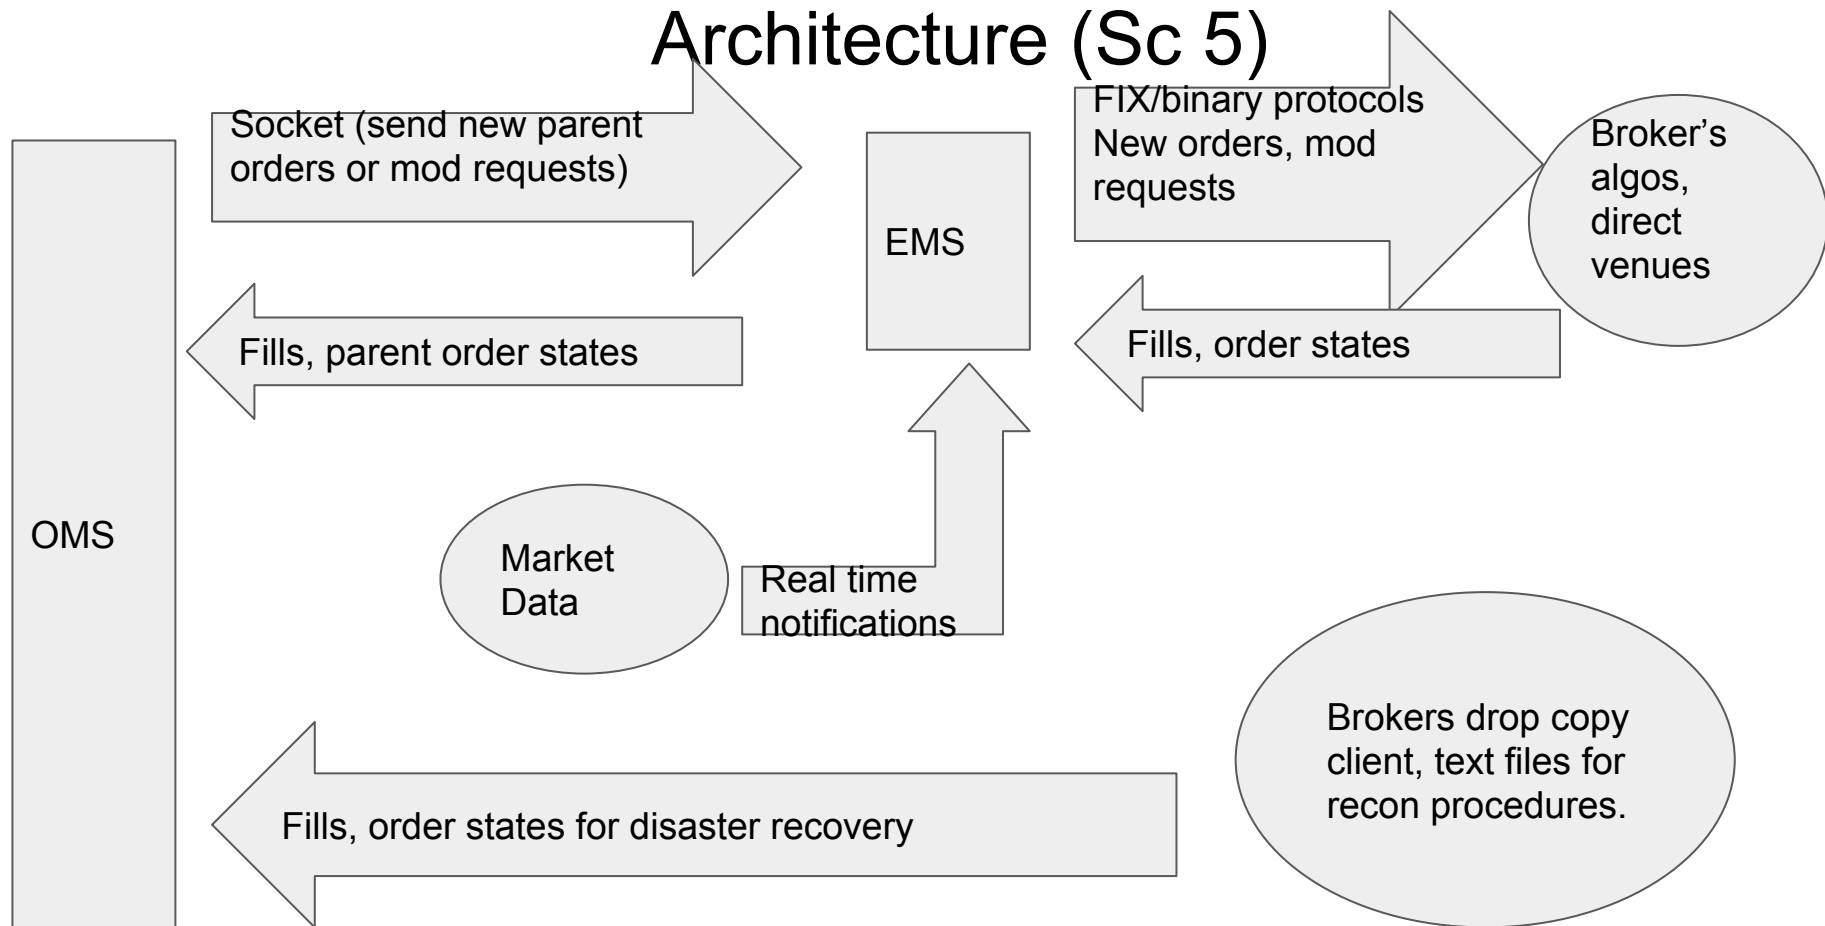 Architecture (Sc 5)
Socket (send new parent
orders or mod requests)
FIX/binary protocols
New orders, mod
requests
Broker’s
algos,
direct
venues
EMS
Fills, parent order states
Fills, order states
OMS
Market
Data
Real time
notifications
Brokers drop copy
client, text files for
recon procedures.
Fills, order states for disaster recovery